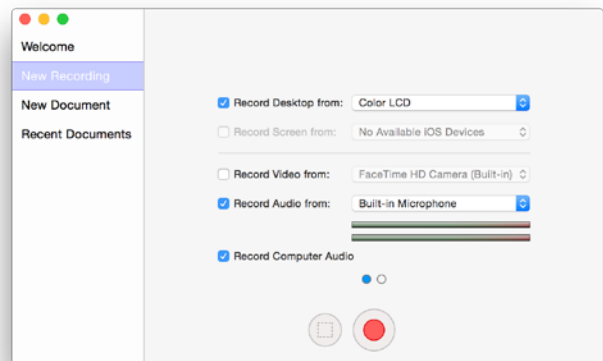 Welcome
New Recording
New Document
Recent Documents
Record Desktop from: Color LCD
Record Screen from: No Available iOS Devices
Record Video from: FaceTime HD Camera (Built-in)
Record Audio from: Built-in Microphone
Record Computer Audio